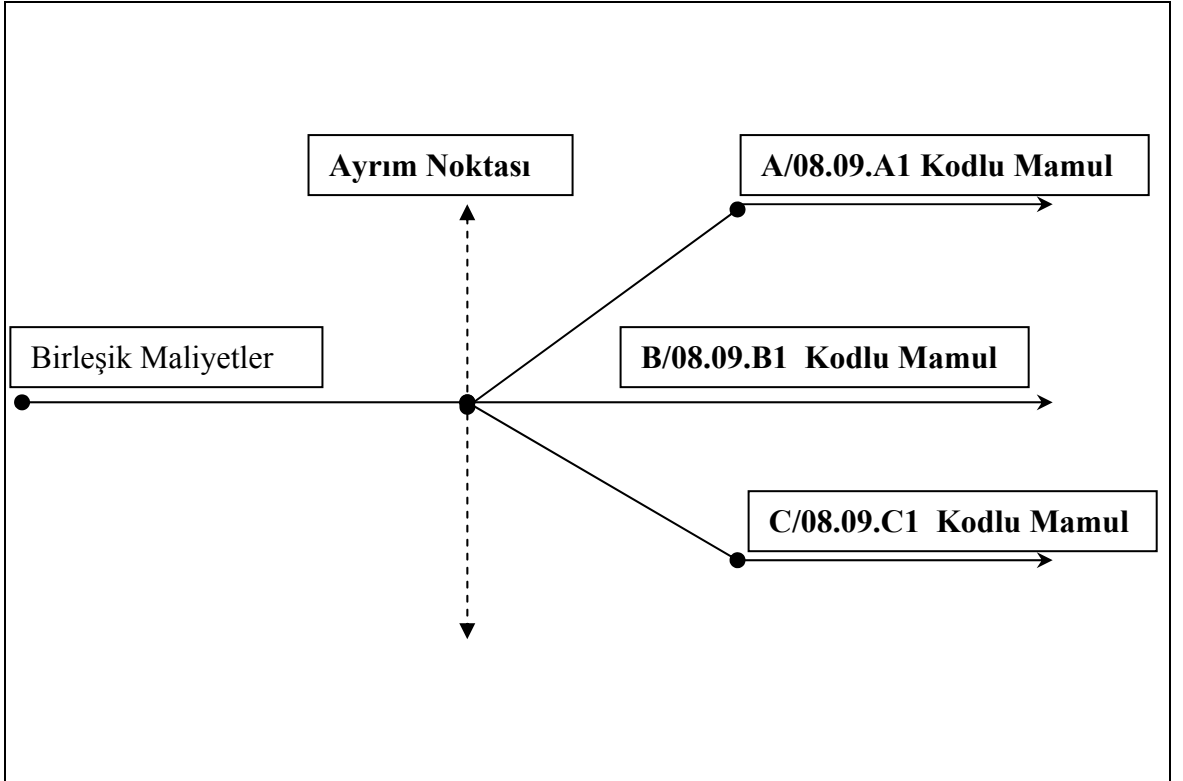 Ayrım Noktası
A/08.09.A1 Kodlu Mamul
Birleşik Maliyetler
B/08.09.B1 Kodlu Mamul
C/08.09.C1 Kodlu Mamul